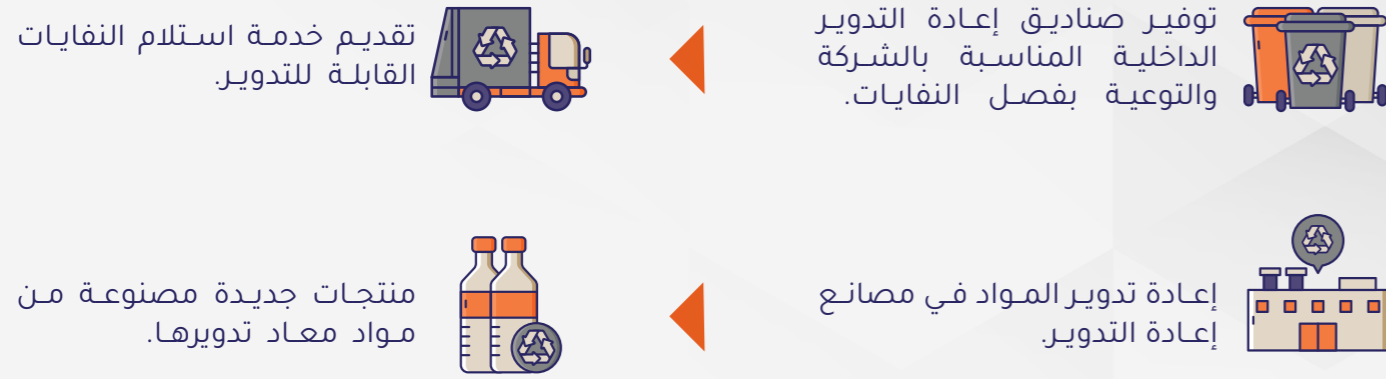 توفير صناديق إعادة التدوير
الداخلية المناسبة بالشركة
والتوعية بفصل النفايات.
تقديم خدمة استلام النفايات
القابلة للتدوير.
إعادة تدوير المواد في مصانع
إعادة التدوير.
منتجات جديدة مصنوعة من
مواد معاد تدويرها.